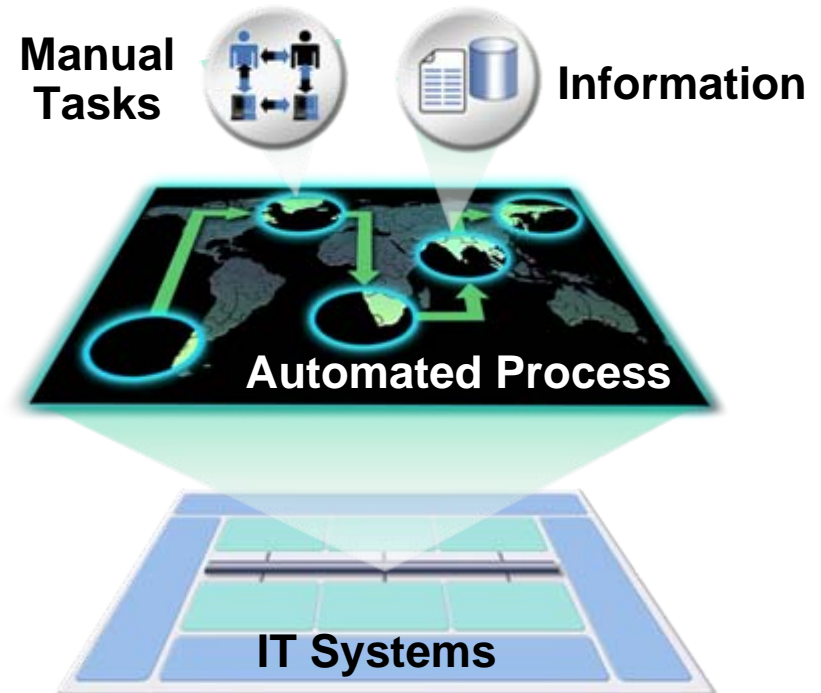 Manual
Tasks
Information
Automated Process
IT Systems